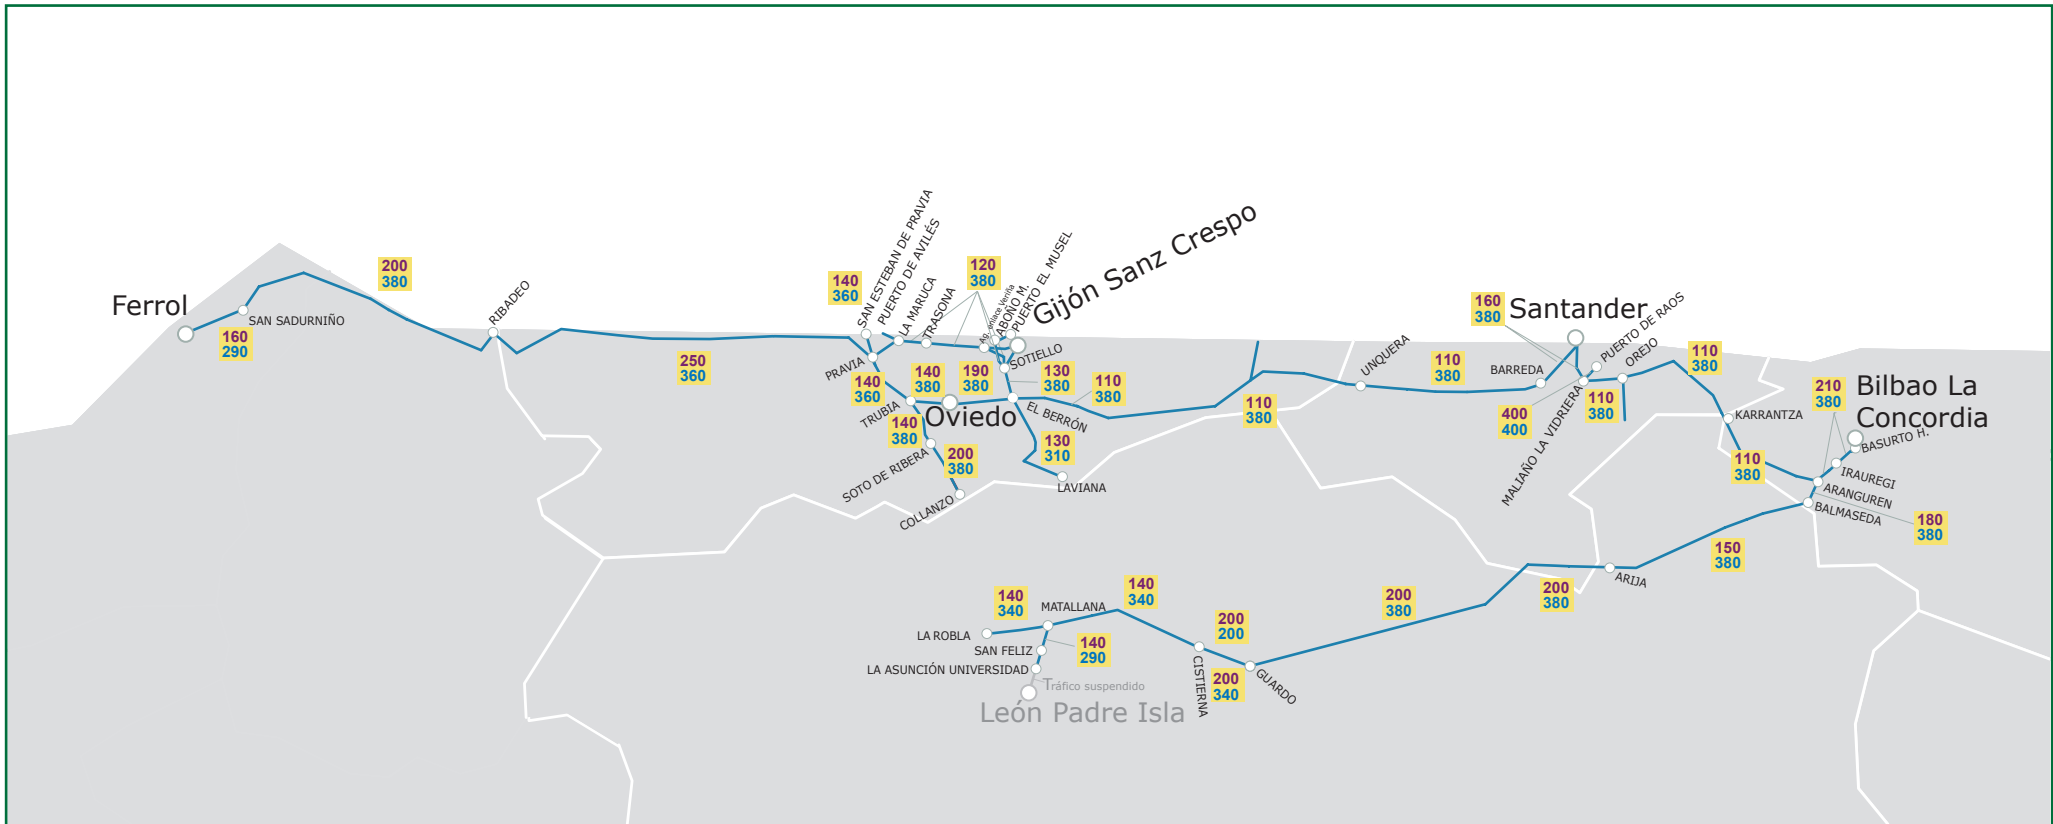 Ferrol
160
290
SAN SADURNIÑO
200
380
RIBADEO
250
360
140
360
SAN ESTEBAN DE PRAVIA
PUERTO DE AVILÉS
LA MARUCA
TRASONA
120
380
Ag. enlace Veriña
ABOÑO M.
PUERTO EL MUSEL
Gijón Sanz Crespo
SOTIELLO
PRAVIA
140
360
140
380
190
380
130
380
110
380
TRUBIA
Oviedo
EL BERRÓN
140
380
SOTO DE RIBERA
200
380
COLLANZO
130
310
LAVIANA
110
380
UNQUERA
110
380
BARREDA
160
380
Santander
PUERTO DE RAOS
OREJO
400
400
MALIAÑO LA VIDRIERA
110
380
110
380
KARRANTZA
110
380
210
380
Bilbao La
Concordia
BASURTO H.
IRAUREGI
ARANGUREN
BALMASEDA
180
380
150
380
ARIJA
200
380
200
380
GUARDO
200
200
200
340
CISTIERNA
140
340
MATALLANA
140
340
LA ROBLA
SAN FELIZ
140
290
LA ASUNCIÓN UNIVERSIDAD
Tráfico suspendido
León Padre Isla